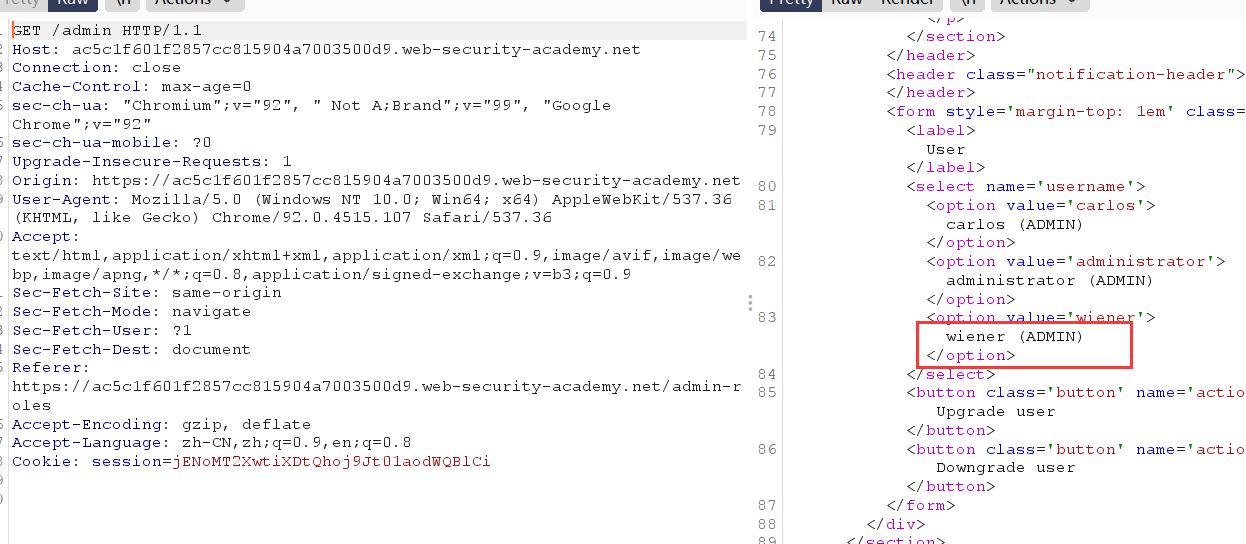 Pretty Raw \n Actions
GET /admin HTTP/1.1
Host: ac5c1f601f2857cc815904a7003500d9.web-security-academy.net
Connection: close
Cache-Control: max-age=0
sec-ch-ua: "Chromium";v="92", " Not A;Brand";v="99", "Google
Chrome";v="92"
sec-ch-ua-mobile: ?0
Upgrade-Insecure-Requests: 1
Origin: https://ac5c1f601f2857cc815904a7003500d9.web-security-academy.net
User-Agent: Mozilla/5.0 (Windows NT 10.0; Win64; x64) AppleWebKit/537.36
(KHTML, like Gecko) Chrome/92.0.4515.107 Safari/537.36
Accept:
text/html,application/xhtml+xml,application/xml;q=0.9,image/avif,image/we
bp,image/apng,*/*;q=0.8,application/signed-exchange;v=b3;q=0.9
Sec-Fetch-Site: same-origin
Sec-Fetch-Mode: navigate
Sec-Fetch-User: ?1
Sec-Fetch-Dest: document
Referer:
https://ac5c1f601f2857cc815904a7003500d9.web-security-academy.net/admin-r
oles
Accept-Encoding: gzip, deflate
Accept-Language: zh-CN,zh;q=0.9,en;q=0.8
Cookie: session=jENoMT2XwtiXDtQhoj9Jt01aodWQBlCi
Pretty Raw Render \n Actions
</p>
74 </section>
75 </header>
76 <header class="notification-header">
77 </header>
78 <form style='margin-top: 1em' class=
79 <label>
User
</label>
80 <select name='username'>
81 <option value='carlos'>
carlos (ADMIN)
</option>
82 <option value='administrator'>
administrator (ADMIN)
</option>
83 <option value='wiener'>
wiener (ADMIN)
</option>
84 </select>
85 <button class='button' name='actio
Upgrade user
</button>
86 <button class='button' name='actio
Downgrade user
</button>
87 </form>
88 </div>
89 </section>